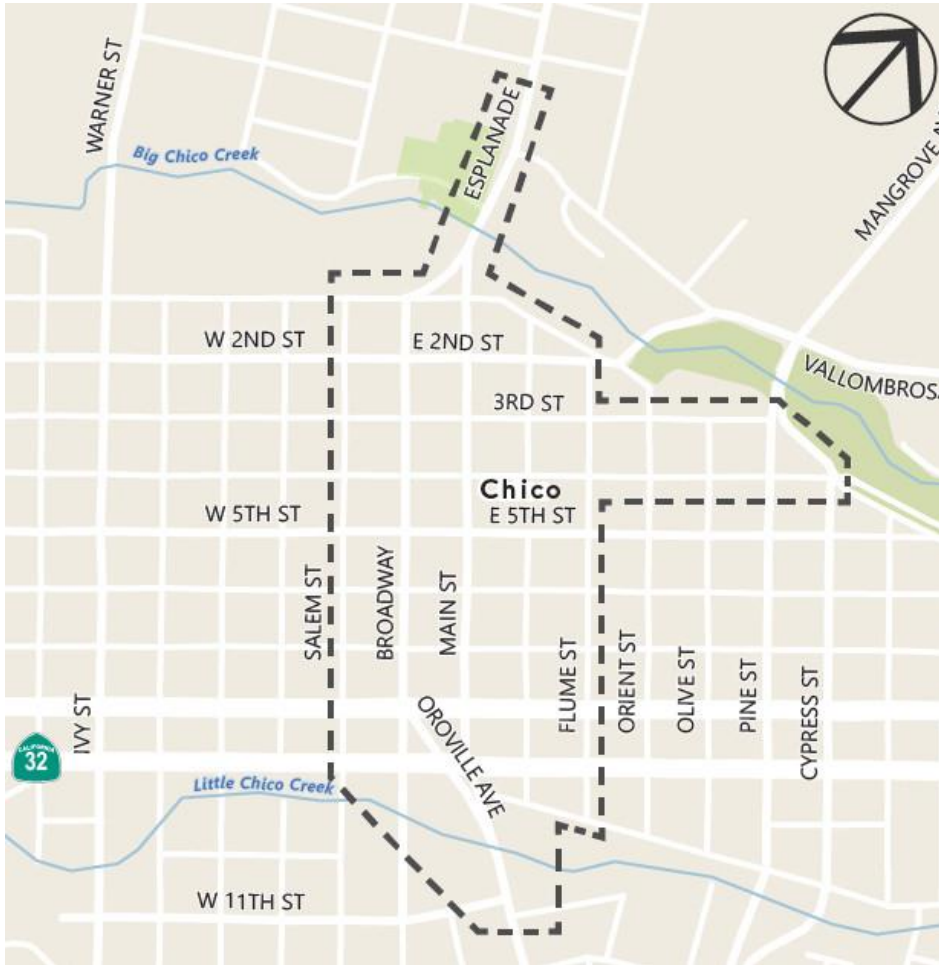 WARNER ST
ESPLANADE
Big Chico Creek
MANGROVE AV
W 2ND ST
E 2ND ST
VALLOMBROSA
3RD ST
Chico
W 5TH ST
E 5TH ST
SALEM ST
BROADWAY
MAIN ST
FLUME ST
ORIENT ST
OLIVE ST
PINE ST
CYPRESS ST
IVY ST
OROVILLE AVE
CALIFORNIA
32
Little Chico Creek
W 11TH ST